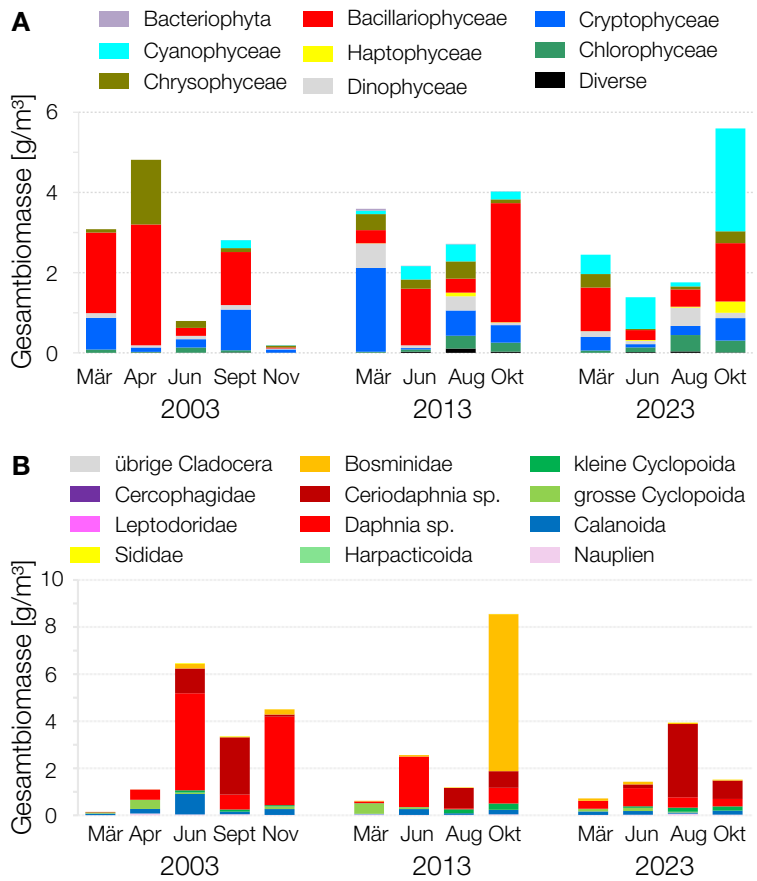 A
Bacteriophyta Bacillariophyceae Cryptophyceae
Cyanophyceae Haptophyceae Chlorophyceae
Chrysophyceae Dinophyceae Diverse
Gesamtbiomasse [g/m³]
6
4
2
0
Mär Apr Jun Sept Nov Mär Jun Aug Okt Mär Jun Aug Okt
2003 2013 2023
B
übrige Cladocera Bosminidae kleine Cyclopoida
Cercophagidae Ceriodaphnia sp. grosse Cyclopoida
Leptodoridae Daphnia sp. Calanoida
Sididae Harpacticoida Nauplien
Gesamtbiomasse [g/m³]
10
8
6
4
2
0
Mär Apr Jun Sept Nov Mär Jun Aug Okt Mär Jun Aug Okt
2003 2013 2023